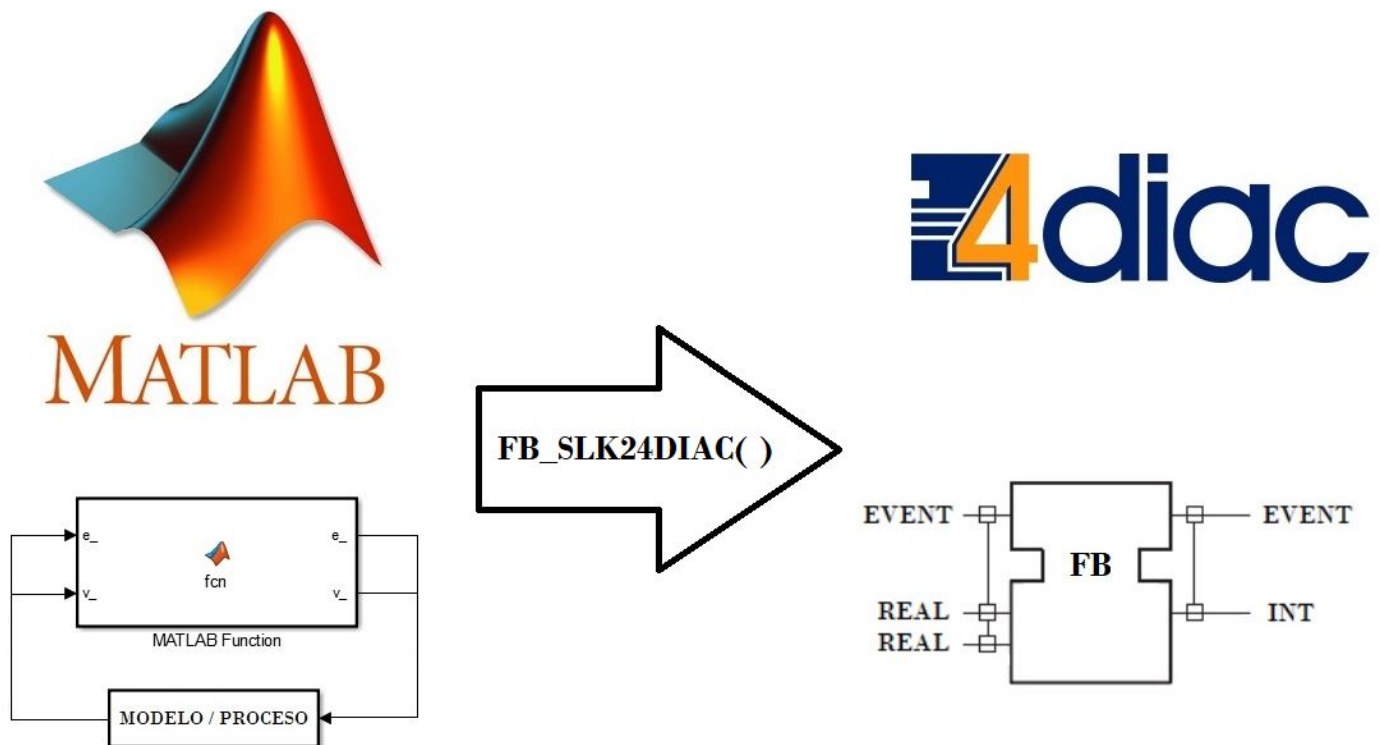 MATLAB
4diac
FB_SLK24DIAC( )
e_
e_
fcn
v_
v_
MATLAB Function
MODELO / PROCESO
EVENT
EVENT
FB
REAL
INT
REAL